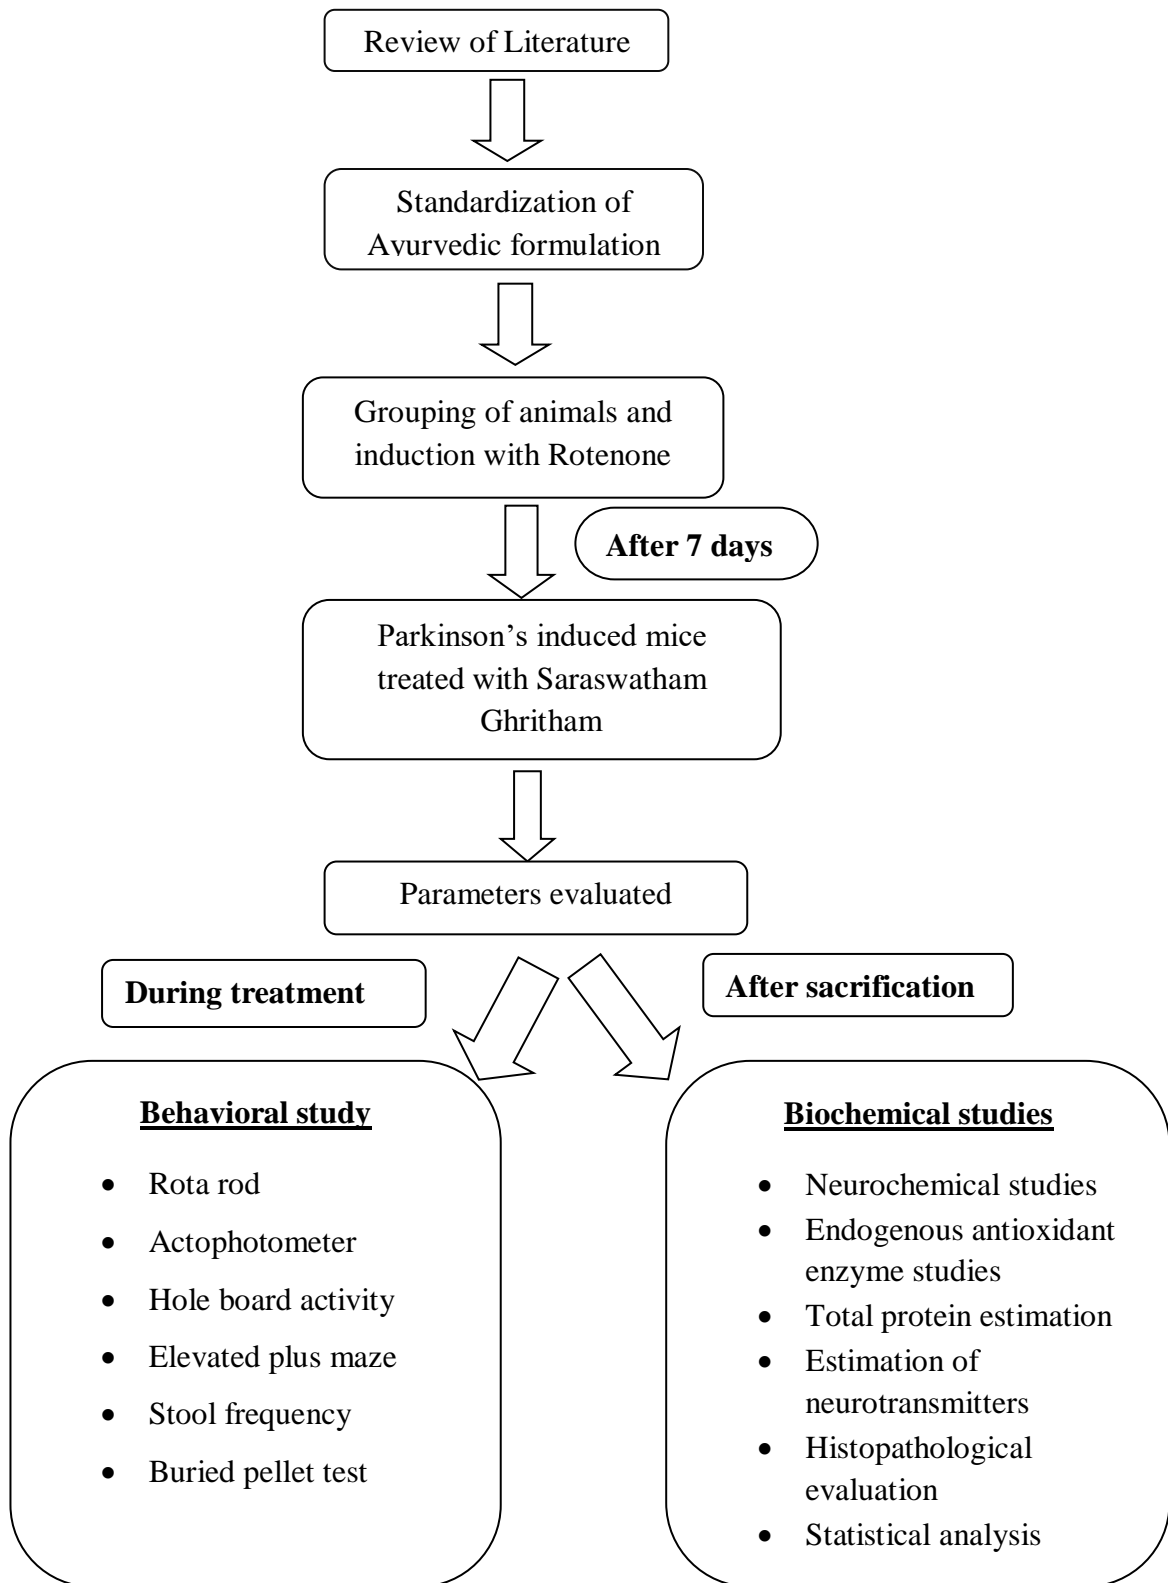 Review of Literature
Standardization of
Ayurvedic formulation
Grouping of animals and
induction with Rotenone
After 7 days
Parkinson’s induced mice
treated with Saraswatham
Ghritham
Parameters evaluated
During treatment
After sacrification
Behavioral study
• Rota rod
• Actophotometer
• Hole board activity
• Elevated plus maze
• Stool frequency
• Buried pellet test
Biochemical studies
• Neurochemical studies
• Endogenous antioxidant
enzyme studies
• Total protein estimation
• Estimation of
neurotransmitters
• Histopathological
evaluation
• Statistical analysis